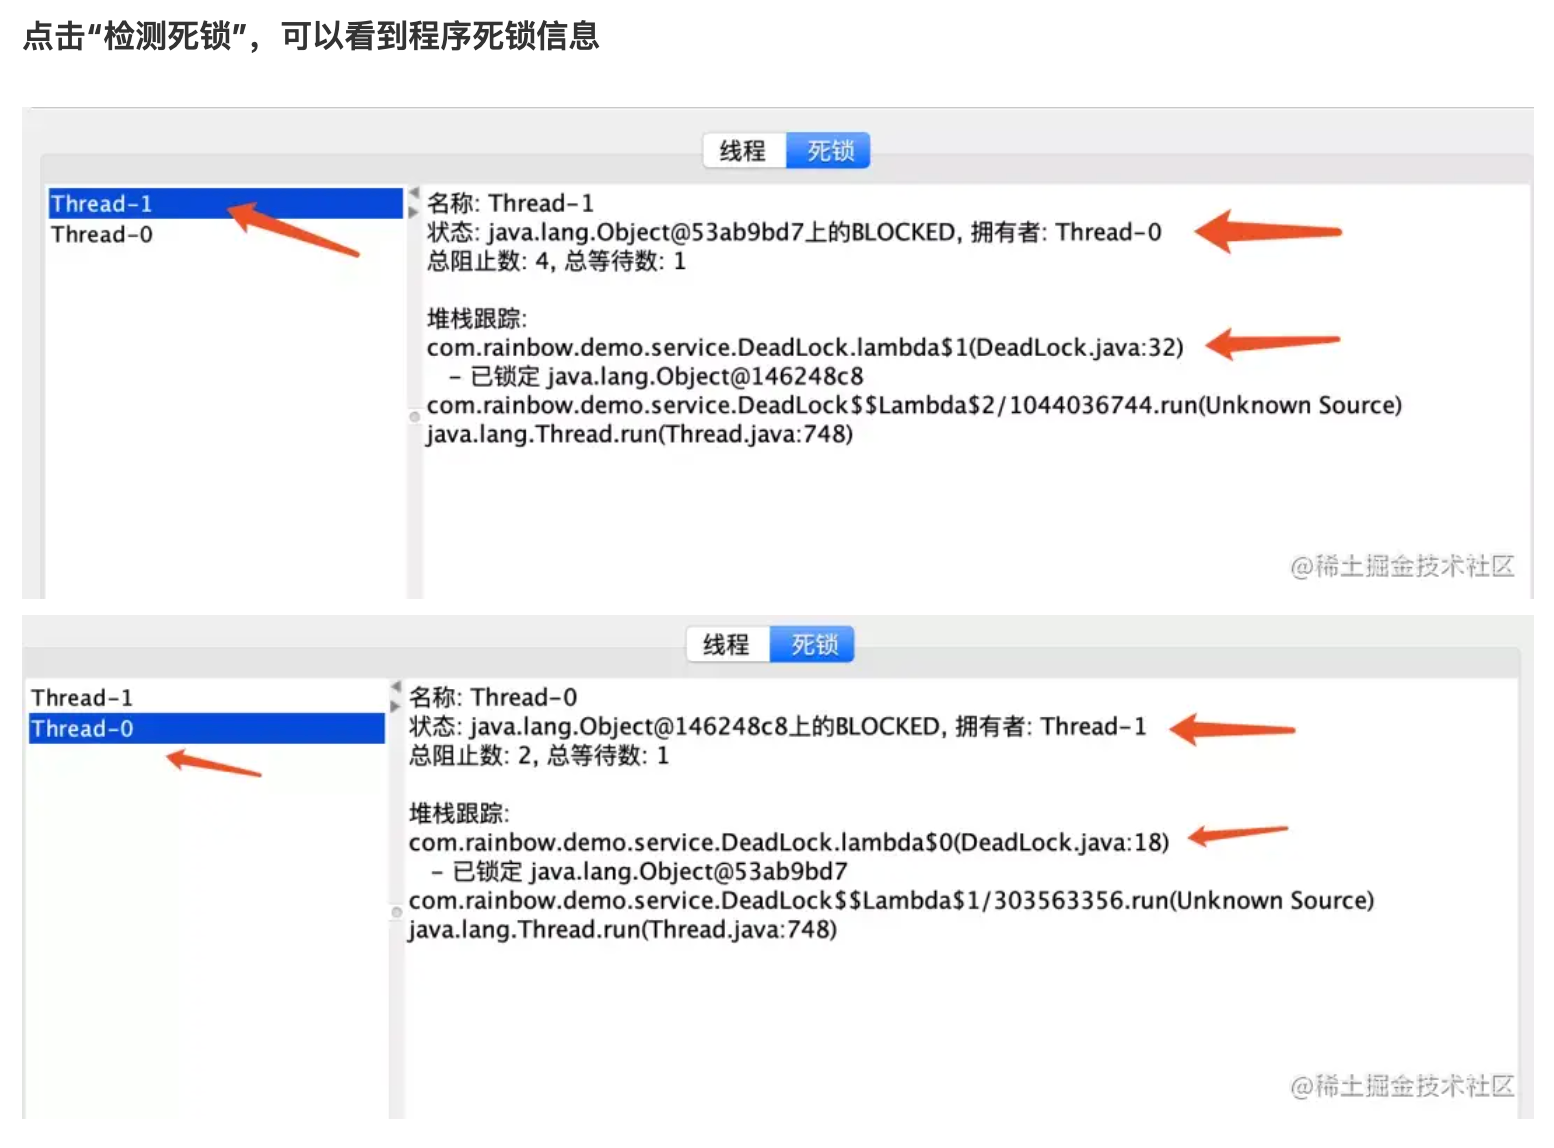 点击“检测死锁”，可以看到程序死锁信息
线程 死锁
Thread-1
Thread-0
名称: Thread-1
状态: java.lang.Object@53ab9bd7上的BLOCKED, 拥有者: Thread-0
总阻止数: 4, 总等待数: 1
堆栈跟踪:
com.rainbow.demo.service.DeadLock.lambda$1(DeadLock.java:32)
– 已锁定 java.lang.Object@146248c8
com.rainbow.demo.service.DeadLock$$Lambda$2/1044036744.run(Unknown Source)
java.lang.Thread.run(Thread.java:748)
@稀土掘金技术社区
线程 死锁
Thread-1
Thread-0
名称: Thread-0
状态: java.lang.Object@146248c8上的BLOCKED, 拥有者: Thread-1
总阻止数: 2, 总等待数: 1
堆栈跟踪:
com.rainbow.demo.service.DeadLock.lambda$0(DeadLock.java:18)
– 已锁定 java.lang.Object@53ab9bd7
com.rainbow.demo.service.DeadLock$$Lambda$1/303563356.run(Unknown Source)
java.lang.Thread.run(Thread.java:748)
@稀土掘金技术社区